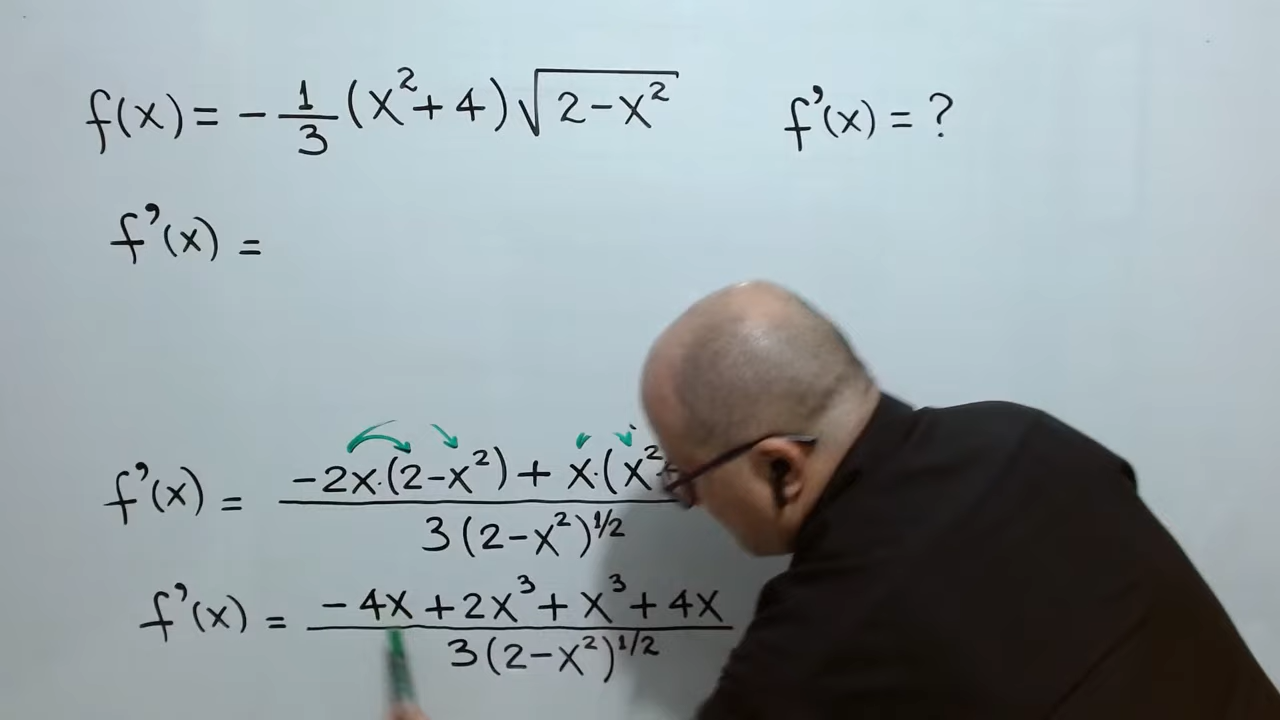 f(x) = - 1/3 (x²+4)√(2-x²) f'(x) = ?
f'(x) =
f'(x) = -2x·(2-x²) + x·(x² / 3(2-x²)^1/2
f'(x) = -4x + 2x³ + x³ + 4x / 3(2-x²)^1/2